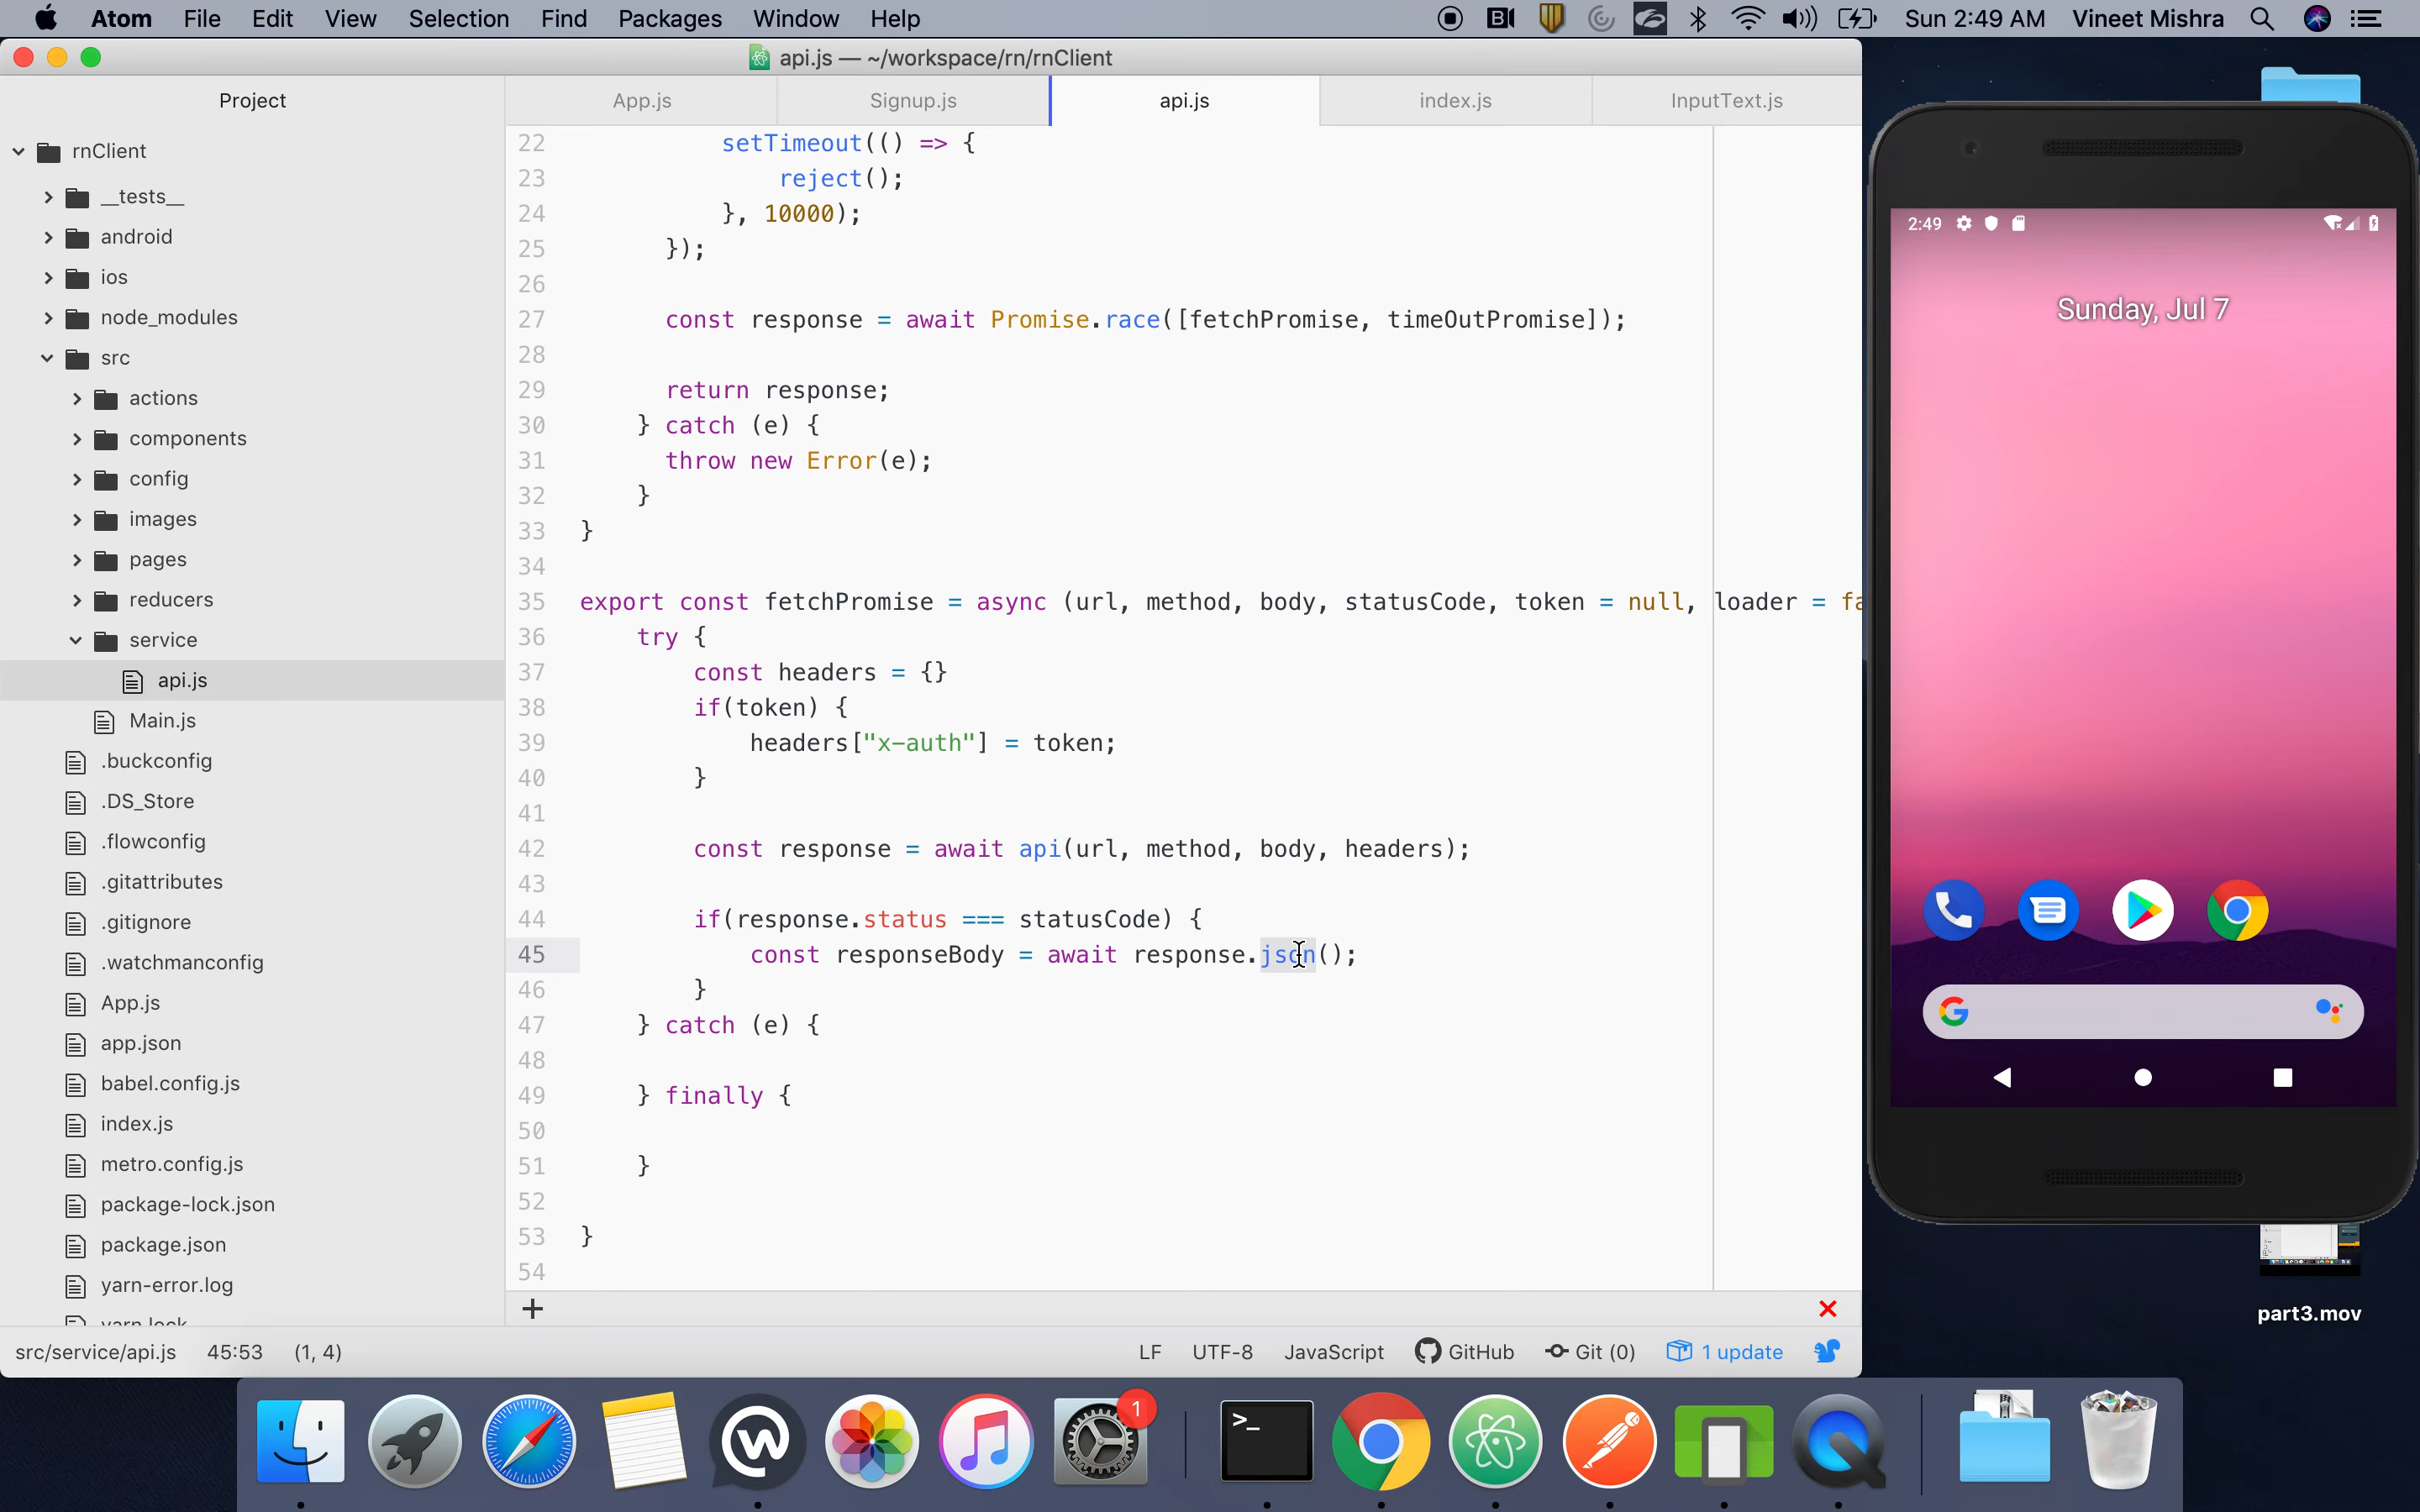 Atom File Edit View Selection Find Packages Window Help Sun 2:49 AM Vineet Mishra
api.js — ~/workspace/rn/rnClient
Project
App.js Signup.js api.js index.js InputText.js
rnClient
__tests__
android
ios
node_modules
src
actions
components
config
images
pages
reducers
service
api.js
Main.js
.buckconfig
.DS_Store
.flowconfig
.gitattributes
.gitignore
.watchmanconfig
App.js
app.json
babel.config.js
index.js
metro.config.js
package-lock.json
package.json
yarn-error.log
yarn.lock
22 setTimeout(() => {
23 reject();
24 }, 10000);
25 });
26
27 const response = await Promise.race([fetchPromise, timeOutPromise]);
28
29 return response;
30 } catch (e) {
31 throw new Error(e);
32 }
33 }
34
35 export const fetchPromise = async (url, method, body, statusCode, token = null, loader = fa
36 try {
37 const headers = {}
38 if(token) {
39 headers["x-auth"] = token;
40 }
41
42 const response = await api(url, method, body, headers);
43
44 if(response.status === statusCode) {
45 const responseBody = await response.json();
46 }
47 } catch (e) {
48
49 } finally {
50
51 }
52
53 }
54
src/service/api.js 45:53 (1, 4) LF UTF-8 JavaScript GitHub Git (0) 1 update
2:49
Sunday, Jul 7
part3.mov
1